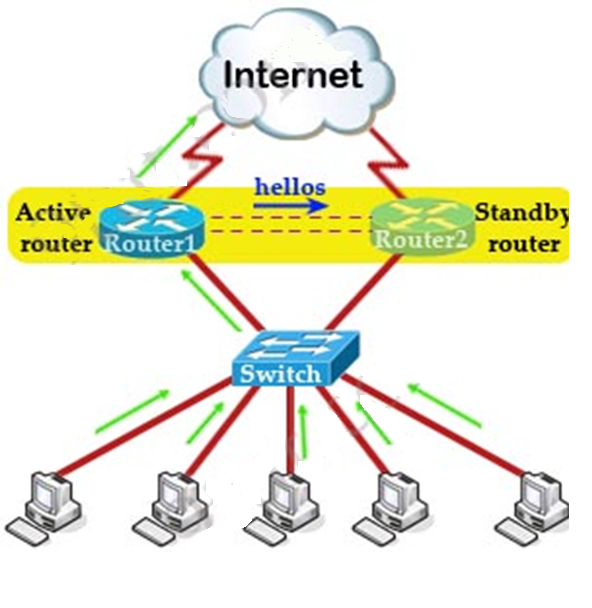 Internet
hellos
Active
router
Router1
Router2
Standby
router
Switch